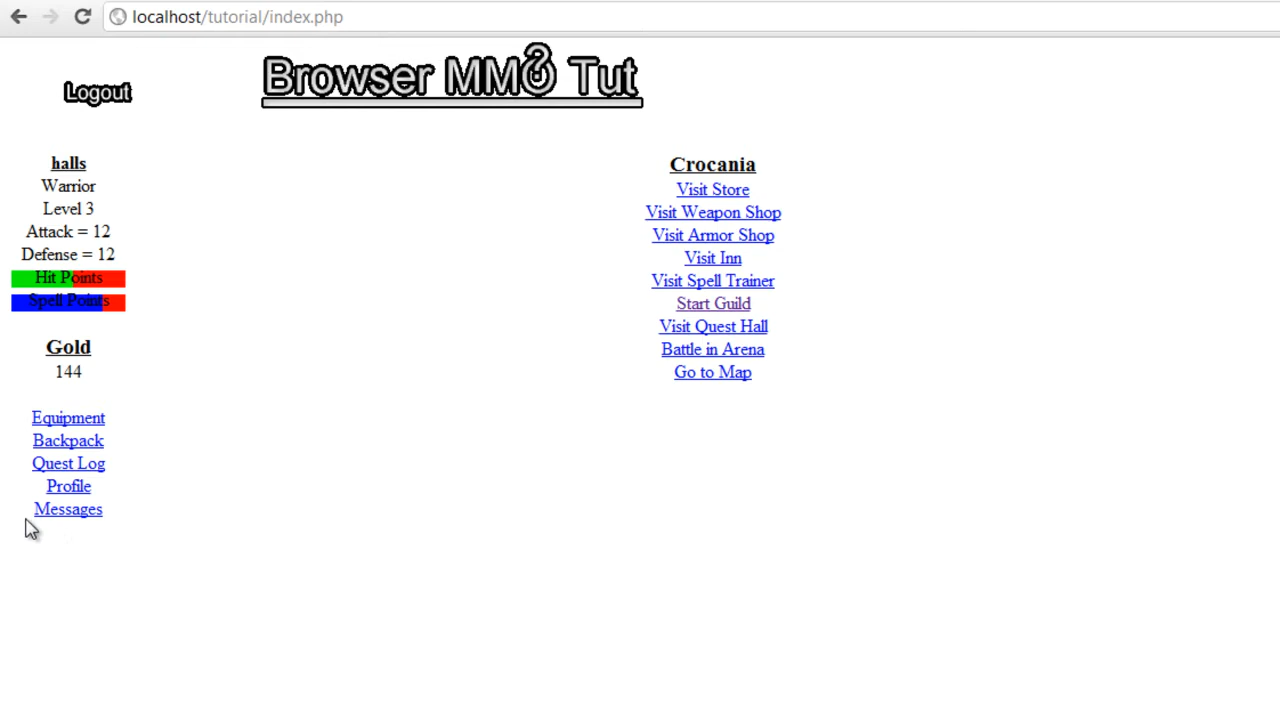 localhost/tutorial/index.php
Browser MMO Tut
Logout
halls
Warrior
Level 3
Attack = 12
Defense = 12
Hit Points
Spell Points
Gold
144
Equipment
Backpack
Quest Log
Profile
Messages
Crocania
Visit Store
Visit Weapon Shop
Visit Armor Shop
Visit Inn
Visit Spell Trainer
Start Guild
Visit Quest Hall
Battle in Arena
Go to Map